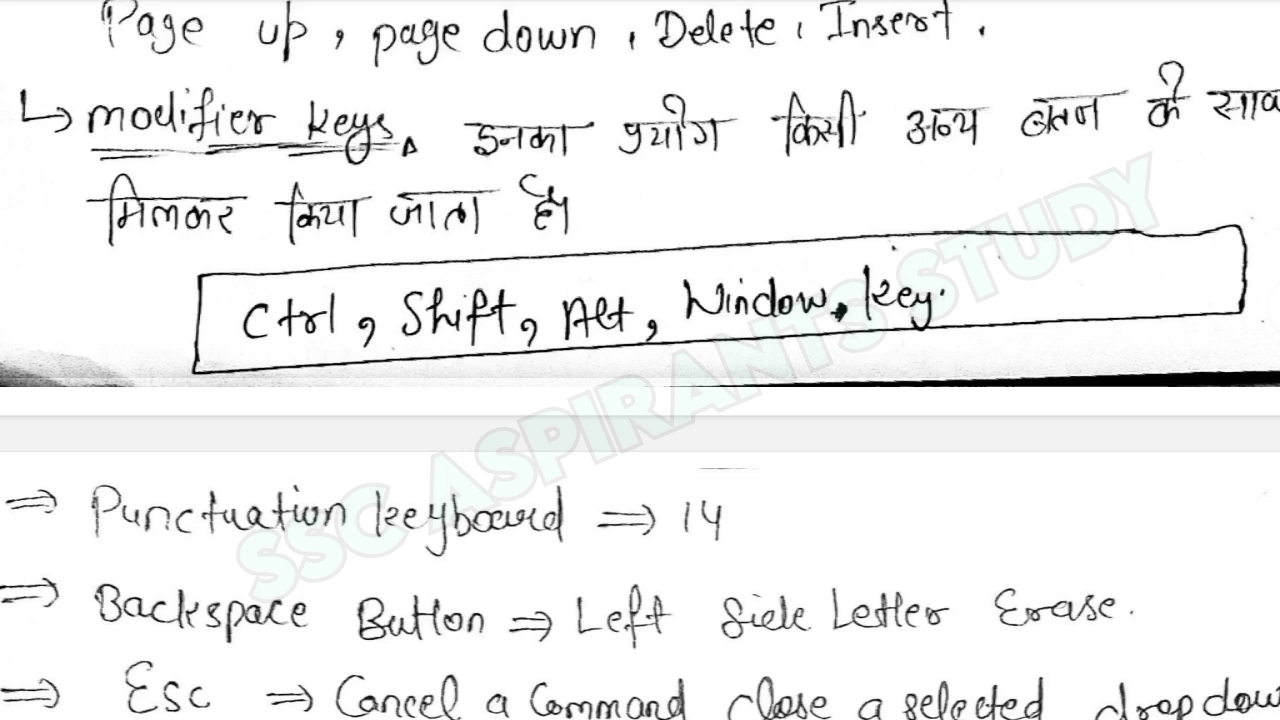 Page up, page down, Delete, Insert.
↳ modifier keys, इनका प्रयोग किसी अन्य बटन के साथ
मिलकर किया जाता है।
Ctrl, Shift, Alt, Window, key.
SSC ASPIRANTS STUDY
⇒ Punctuation keyboard ⇒ 14
⇒ Backspace Button ⇒ Left Side Letter Erase.
⇒ Esc ⇒ Cancel a Command close a selected dropdow